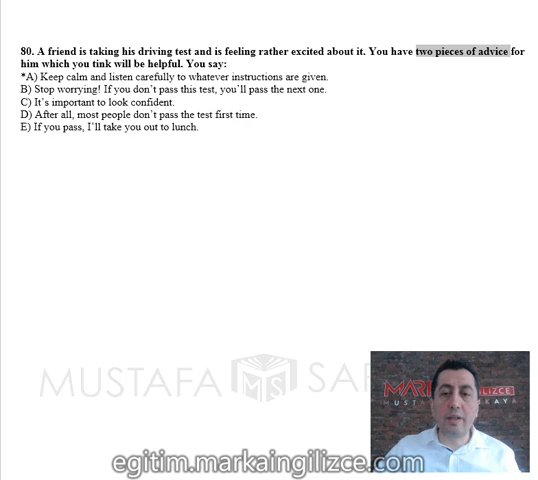 80. A friend is taking his driving test and is feeling rather excited about it. You have two pieces of advice for
him which you tink will be helpful. You say:
*A) Keep calm and listen carefully to whatever instructions are given.
B) Stop worrying! If you don't pass this test, you'll pass the next one.
C) It's important to look confident.
D) After all, most people don't pass the test first time.
E) If you pass, I'll take you out to lunch.
MUSTAFA MS
egitim.markaingilizce.com